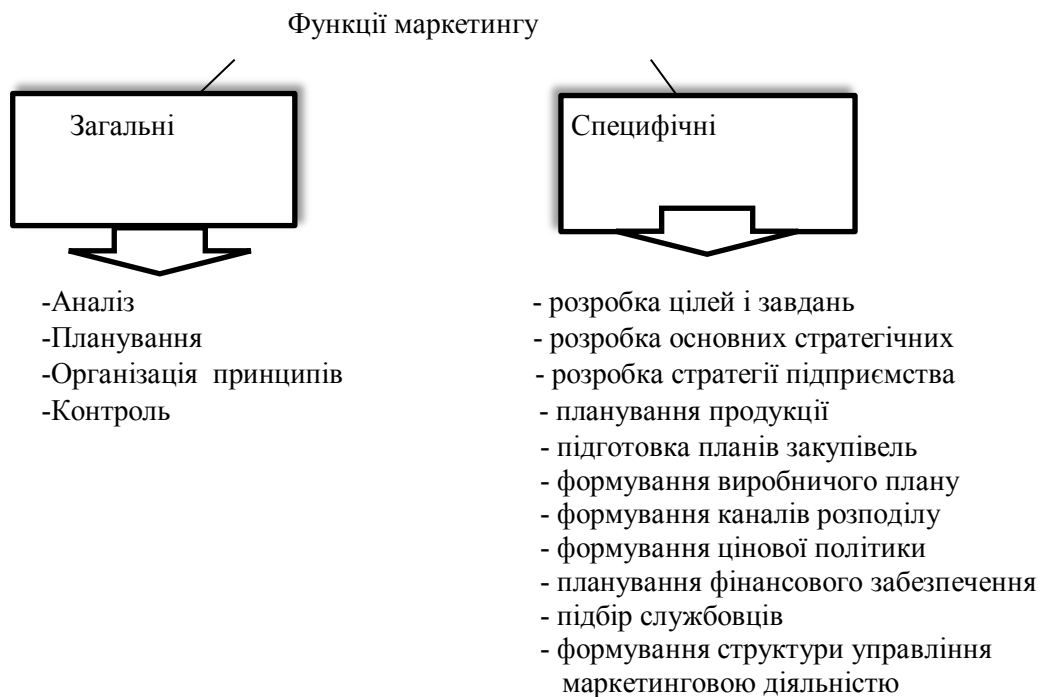 Функції маркетингу
Загальні
-Аналіз
-Планування
-Організація принципів
-Контроль
Специфічні
- розробка цілей і завдань
- розробка основних стратегічних
- розробка стратегії підприємства
- планування продукції
- підготовка планів закупівель
- формування виробничого плану
- формування каналів розподілу
- формування цінової політики
- планування фінансового забезпечення
- підбір службовців
- формування структури управління
маркетинговою діяльністю